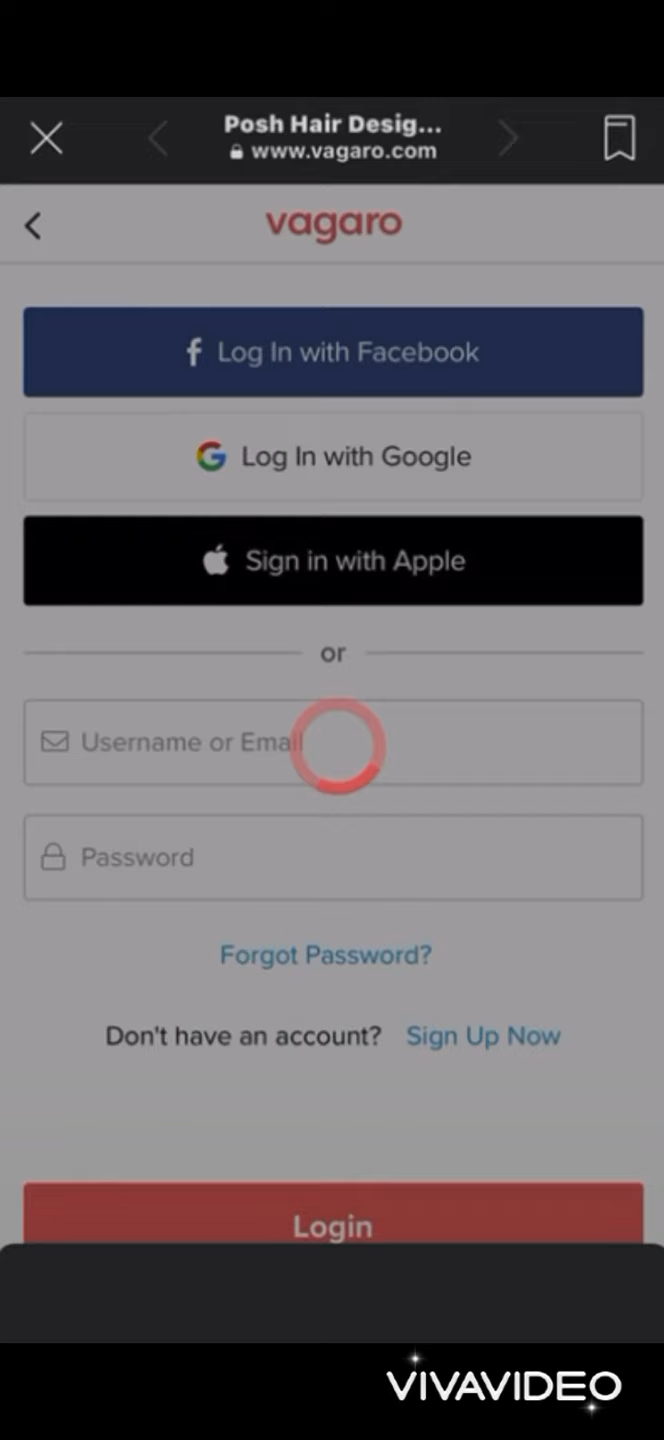 Posh Hair Desig...
www.vagaro.com
vagaro
f Log In with Facebook
G Log In with Google
Sign in with Apple
or
Username or Email
Password
Forgot Password?
Don't have an account? Sign Up Now
Login
VIVAVIDEO